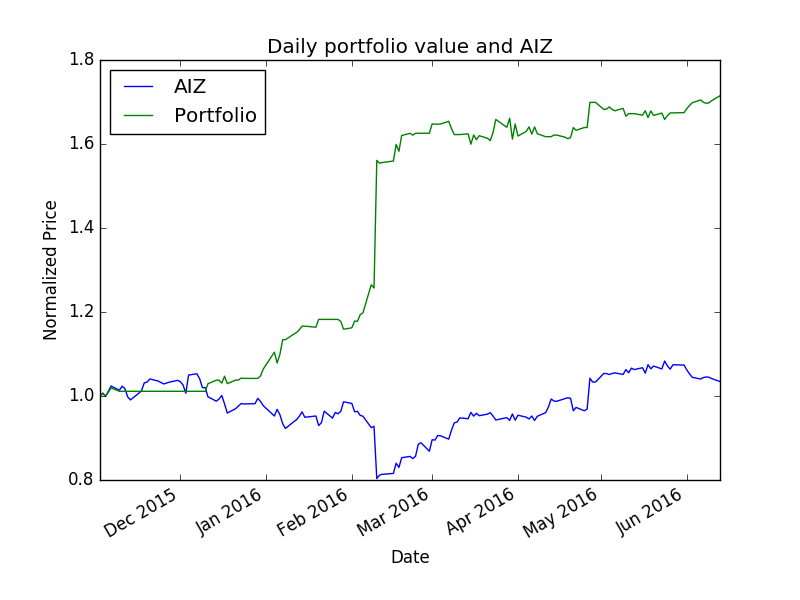 Daily portfolio value and AIZ
AIZ
Portfolio
1.8
1.6
1.4
1.2
1.0
0.8
Normalized Price
Dec 2015
Jan 2016
Feb 2016
Mar 2016
Apr 2016
May 2016
Jun 2016
Date